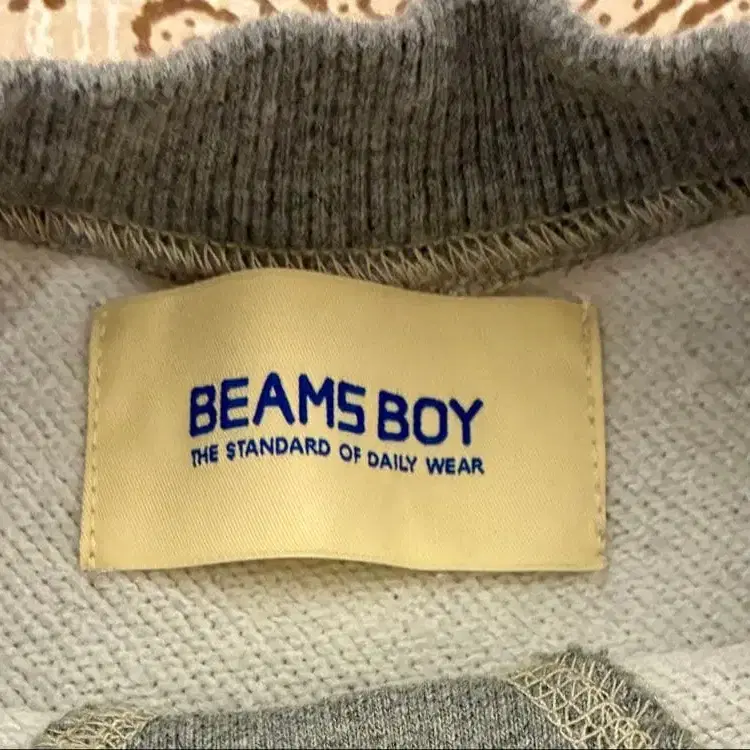 BEAMS BOY
THE STANDARD OF DAILY WEAR